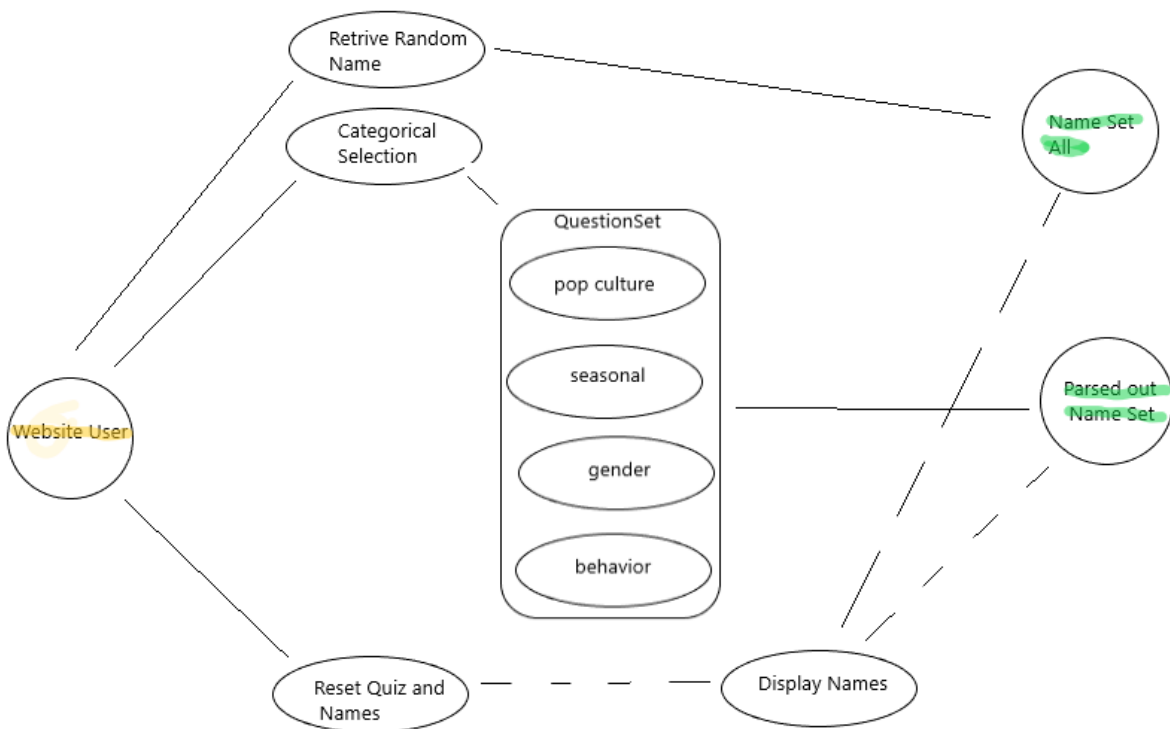 Retrive Random
Name
Categorical
Selection
Name Set
All
QuestionSet
pop culture
seasonal
gender
behavior
Website User
Parsed out
Name Set
Reset Quiz and
Names
Display Names